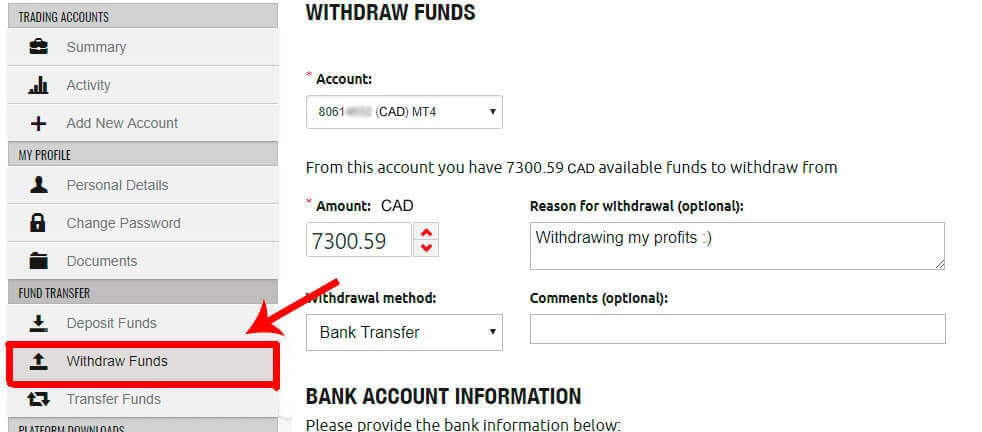 TRADING ACCOUNTS
Summary
Activity
Add New Account
MY PROFILE
Personal Details
Change Password
Documents
FUND TRANSFER
Deposit Funds
Withdraw Funds
Transfer Funds
PLATFORM DOWNLOADS
WITHDRAW FUNDS
* Account:
8061 (CAD) MT4
From this account you have 7300.59 CAD available funds to withdraw from
* Amount: CAD
7300.59
Reason for withdrawal (optional):
Withdrawing my profits :)
Withdrawal method:
Bank Transfer
Comments (optional):
BANK ACCOUNT INFORMATION
Please provide the bank information below: